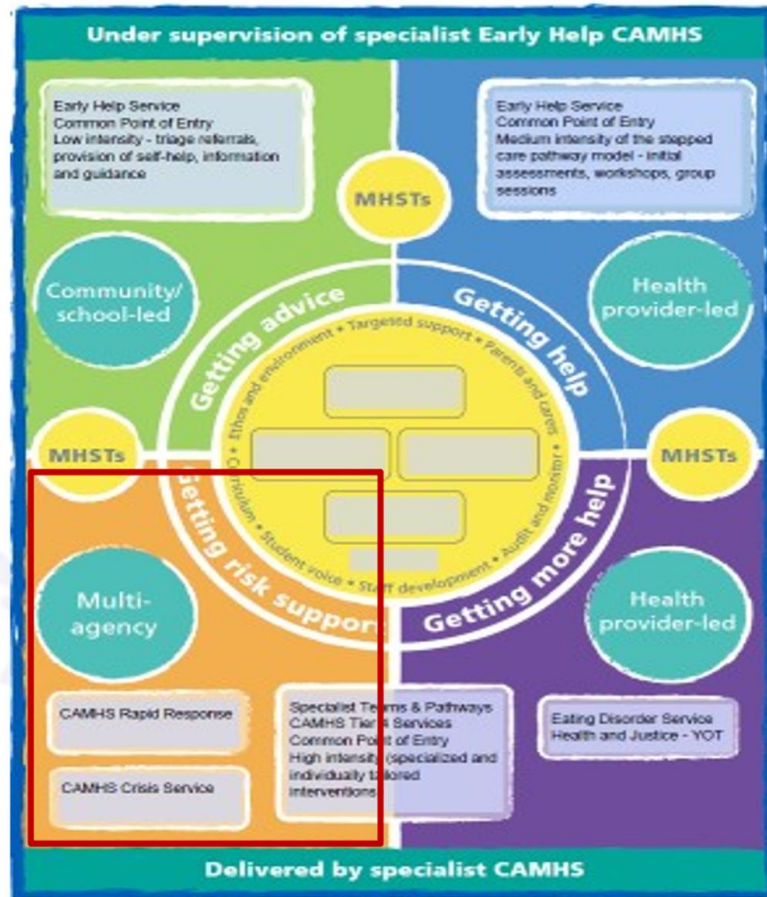 Under supervision of specialist Early Help CAMHS
Early Help Service
Common Point of Entry
Low intensity - triage referrals,
provision of self-help, information
and guidance
Early Help Service
Common Point of Entry
Medium intensity of the stepped
care pathway model - initial
assessments, workshops, group
sessions
MHSTs
Community/
school-led
Health
provider-led
Getting advice
Getting help
Ethos and environment • Targeted support • Parents and carers •
MHSTs
MHSTs
Curriculum • Student voice • Staff development • Audit and monitor •
Getting risk support
Getting more help
Multi-
agency
Health
provider-led
CAMHS Rapid Response
CAMHS Crisis Service
Specialist Teams & Pathways
CAMHS Tier 4 Services
Common Point of Entry
High intensity (specialized and
individually tailored
interventions
Eating Disorder Service
Health and Justice - YOT
Delivered by specialist CAMHS